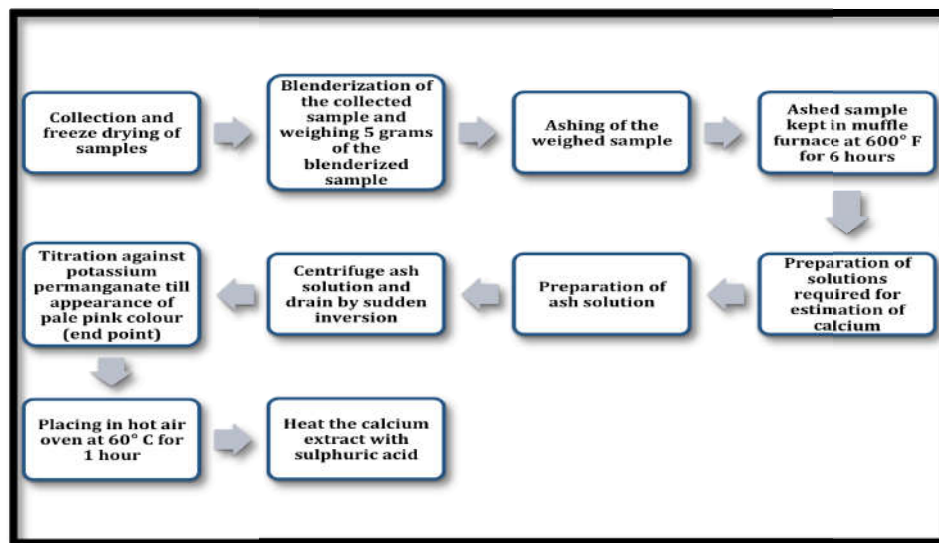 Collection and
freeze drying of
samples
Blenderization of
the collected
sample and
weighing 5 grams
of the
blenderized
sample
Ashing of the
weighed sample
Ashed sample
kept in muffle
furnace at 600° F
for 6 hours
Preparation of
solutions
required for
estimation of
calcium
Preparation of
ash solution
Centrifuge ash
solution and
drain by sudden
inversion
Titration against
potassium
permanganate till
appearance of
pale pink colour
(end point)
Placing in hot air
oven at 60° C for
1 hour
Heat the calcium
extract with
sulphuric acid